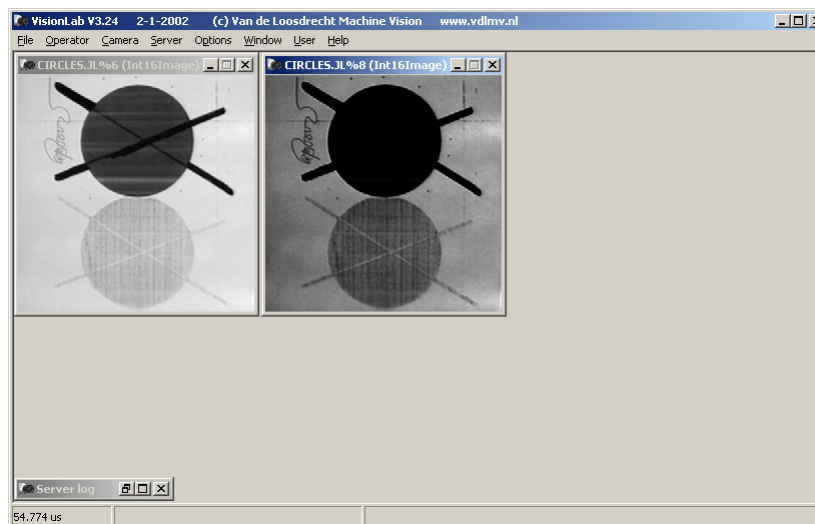 VisionLab V3.24 2-1-2002 (c) Van de Loosdrecht Machine Vision www.vdlmv.nl
File Operator Camera Server Options Window User Help
CIRCLES.JL%6 (Int16Image) CIRCLES.JL%8 (Int16Image)
Server log
54.774 us